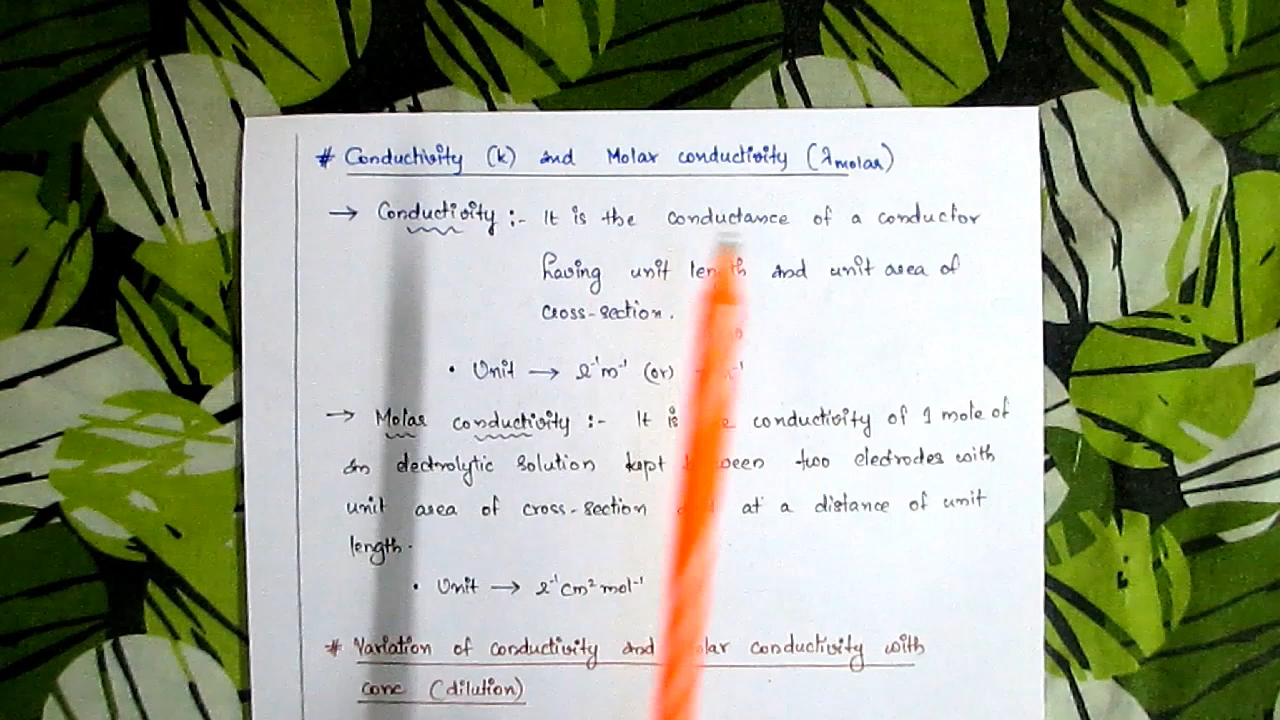 # Conductivity (k) and Molar conductivity (λmolar)
→ Conductivity :- It is the conductance of a conductor
having unit length and unit area of
cross-section.
• Unit → Ω⁻¹m⁻¹ (or)
→ Molar conductivity :- It is conductivity of 1 mole of
an electrolytic solution kept between two electrodes with
unit area of cross-section at a distance of unit
length.
• Unit → Ω⁻¹cm²mol⁻¹
# Variation of conductivity and molar conductivity with
conc (dilution)